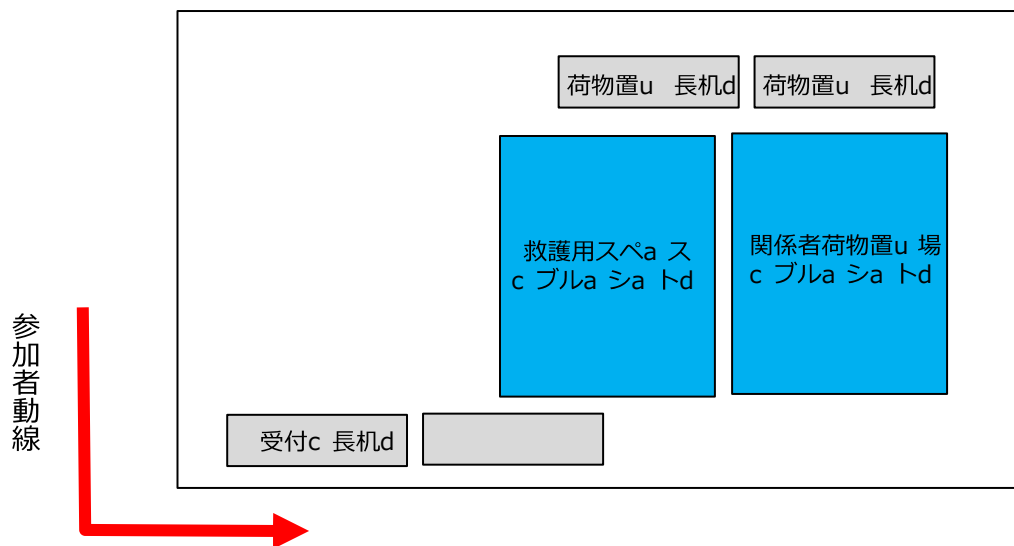 荷物置u 長机d
荷物置u 長机d
救護用スペa ス
c ブルa シa トd
関係者荷物置u 場
c ブルa シa トd
参加者動線
受付c 長机d